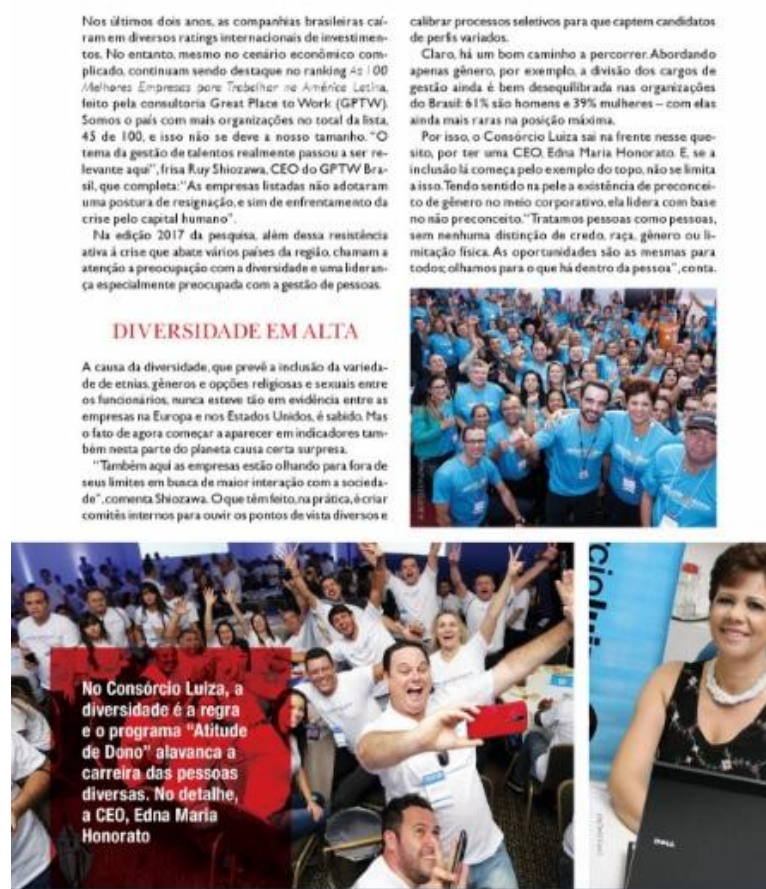 Nos últimos dois anos, as companhias brasileiras caí-
ram em diversos ratings internacionais de investimen-
tos. No entanto, mesmo no cenário econômico com-
plicado, continuam sendo destaque no ranking As 100
Melhores Empresas para Trabalhar na América Latina,
feito pela consultoria Great Place to Work (GPTW).
Somos o país com mais organizações no total da lista,
45 de 100, e isso não se deve a nosso tamanho. "O
tema da gestão de talentos realmente passou a ser re-
levante aqui", frisa Ruy Shiozawa, CEO do GPTW Bra-
sil, que completa: "As empresas listadas não adotaram
uma postura de resignação, e sim de enfrentamento da
crise pelo capital humano".
Na edição 2017 da pesquisa, além dessa resistência
ativa à crise que abate vários países da região, chamam a
atenção a preocupação com a diversidade e uma lideran-
ça especialmente preocupada com a gestão de pessoas.
DIVERSIDADE EM ALTA
A causa da diversidade, que prevê a inclusão da varieda-
de de etnias, gêneros e opções religiosas e sexuais entre
os funcionários, nunca esteve tão em evidência entre as
empresas na Europa e nos Estados Unidos, é sabido. Mas
o fato de agora começar a aparecer em indicadores tam-
bém nesta parte do planeta causa certa surpresa.
"Também aqui as empresas estão olhando para fora de
seus limites em busca de maior interação com a socieda-
de", comenta Shiozawa. O que têm feito, na prática, é criar
comitês internos para ouvir os pontos de vista diversos e
calibrar processos seletivos para que captem candidatos
de perfis variados.
Claro, há um bom caminho a percorrer. Abordando
apenas gênero, por exemplo, a divisão dos cargos de
gestão ainda é bem desequilibrada nas organizações
do Brasil: 61% são homens e 39% mulheres – com elas
ainda mais raras na posição máxima.
Por isso, o Consórcio Luiza sai na frente nesse que-
sito, por ter uma CEO, Edna Maria Honorato. E, se a
inclusão lá começa pelo exemplo do topo, não se limita
a isso. Tendo sentido na pele a existência de preconcei-
to de gênero no meio corporativo, ela lidera com base
no não preconceito. "Tratamos pessoas como pessoas,
sem nenhuma distinção de credo, raça, gênero ou li-
mitação física. As oportunidades são as mesmas para
todos; olhamos para o que há dentro da pessoa", conta.
No Consórcio Luiza, a
diversidade é a regra
e o programa "Atitude
de Dono" alavanca a
carreira das pessoas
diversas. No detalhe,
a CEO, Edna Maria
Honorato
DELL